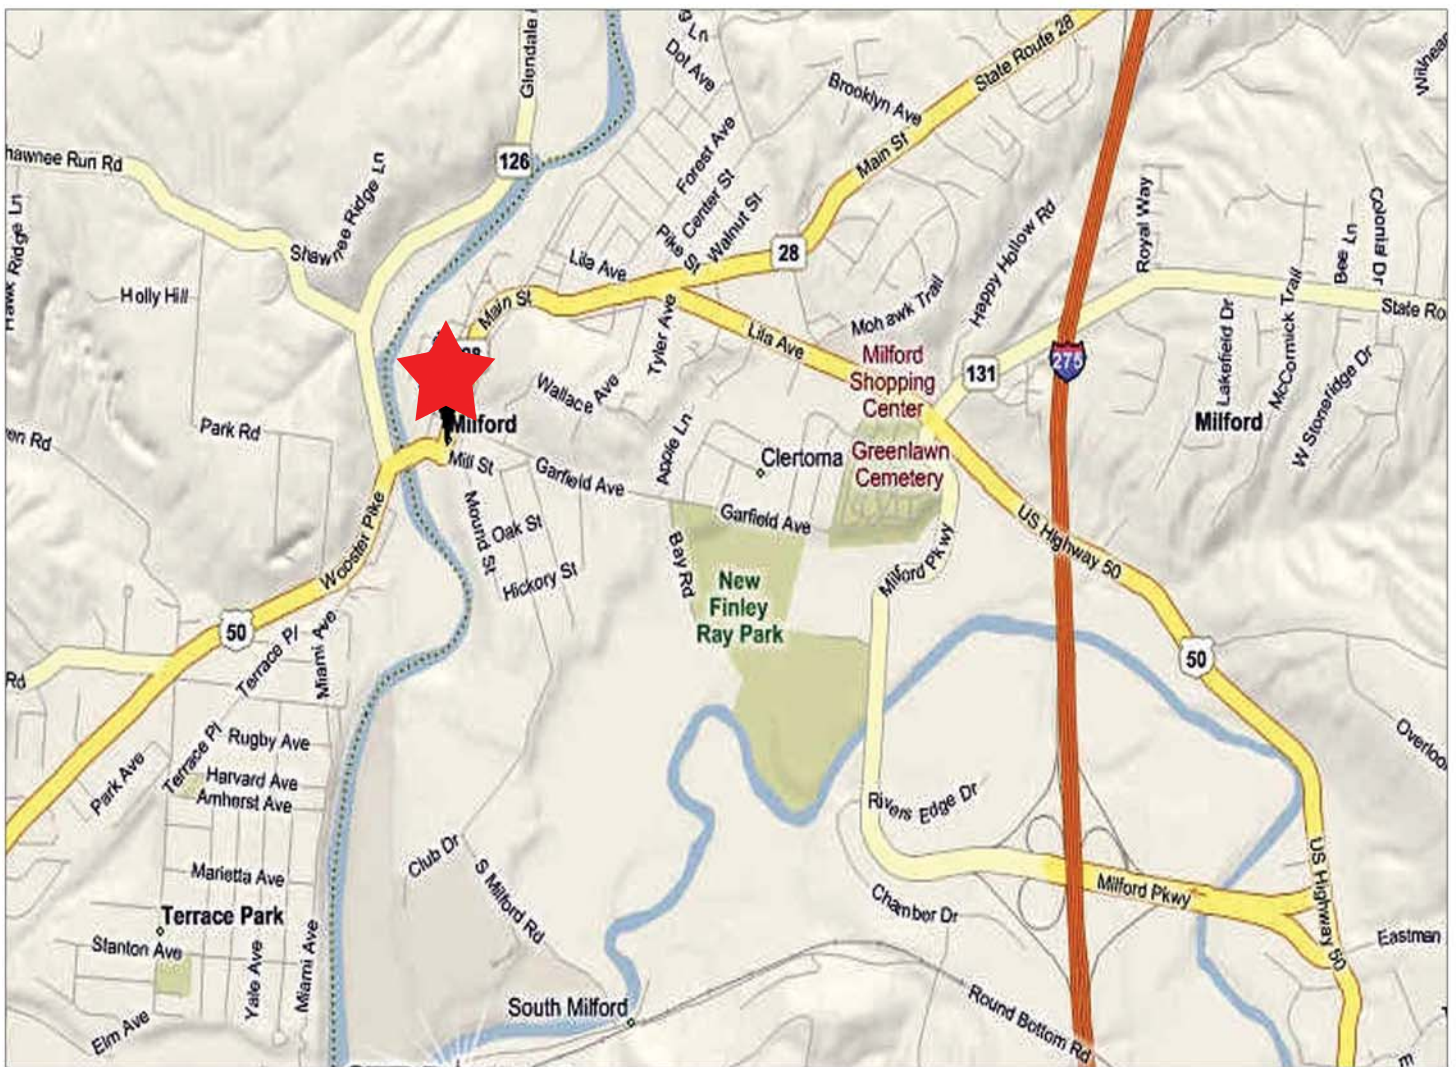 Glendale
Ln
Dot Ave
State Route 28
Brooklyn Ave
Main St
Forest Ave
Center St
Walnut St
Pike St
126
hawnee Run Rd
Shawnee Ridge Ln
Hawk Ridge Ln
Holly Hill
28
Lila Ave
Main St
Tyler Ave
Lila Ave
Mohawk Trail
Happy Hollow Rd
Royal Way
Bee Ln
Colonial Dr
State Ro
Lakefield Dr
McCormick Trail
W Stoneridge Dr
Milford
275
131
Milford
Shopping
Center
Greenlawn
Cemetery
Wallace Ave
Apple Ln
Clertoma
Milford
Mill St
Garfield Ave
Garfield Ave
Park Rd
en Rd
Mound St
Oak St
Hickory St
Bay Rd
New
Finley
Ray Park
Milford Pkwy
US Highway 50
50
Wooster Pike
50
Terrace Pl
Miami Ave
Rd
Terrace Pl
Rugby Ave
Harvard Ave
Amherst Ave
Park Ave
Marietta Ave
Terrace Park
Stanton Ave
Yale Ave
Miami Ave
Elm Ave
Club Dr
S Milford Rd
South Milford
Rivers Edge Dr
Chamber Dr
Milford Pkwy
US Highway 50
Overloo
Eastman
Round Bottom Rd